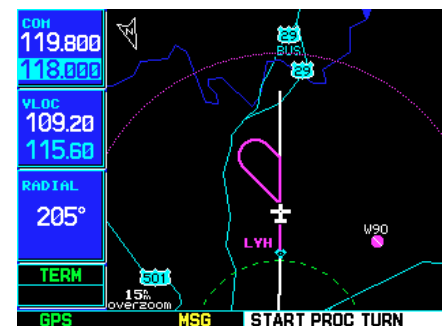 COM
119.800
118.000
VLOC
109.20
115.60
RADIAL
205°
TERM
GPS
N
29
BUS
29
LYH
W90
501
15nm
overzoom
MSG
START PROC TURN